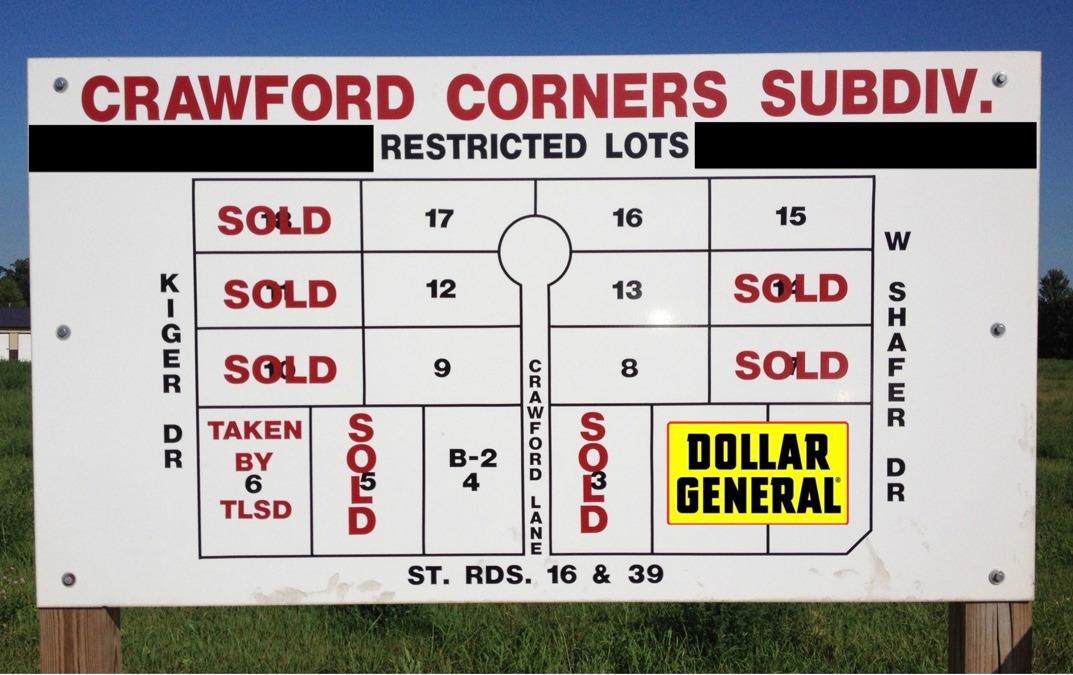 CRAWFORD CORNERS SUBDIV.
RESTRICTED LOTS
SOLD
17
16
15
SOLD
12
13
SOLD
SOLD
9
8
SOLD
TAKEN
BY
6
TLSD
SOLD
5
B-2
4
SOLD
3
DOLLAR
GENERAL®
KIGER DR
CRAWFORD LANE
W SHAFER DR
ST. RDS. 16 & 39